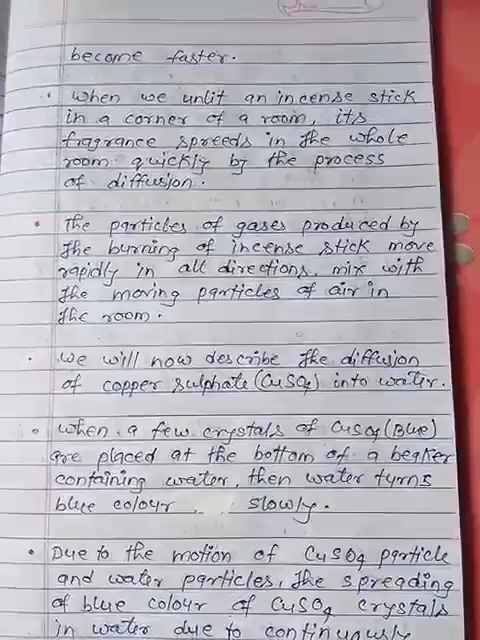 become faster.
• When we unlit an incense stick
in a corner of a room, its
fragrance spreeds in the whole
room quickly by the process
of diffusion.
• The particles of gases produced by
the burning of incense stick move
rapidly in all directions, mix with
the moving particles of air in
the room.
• We will now describe the diffusion
of copper sulphate (CuSO4) into water.
• When a few crystals of CuSO4 (Blue)
are placed at the bottom of a beaker
containing water, then water turns
blue colour slowly.
• Due to the motion of CuSO4 particle
and water particles, the spreading
of blue colour of CuSO4 crystals
in water due to continuously